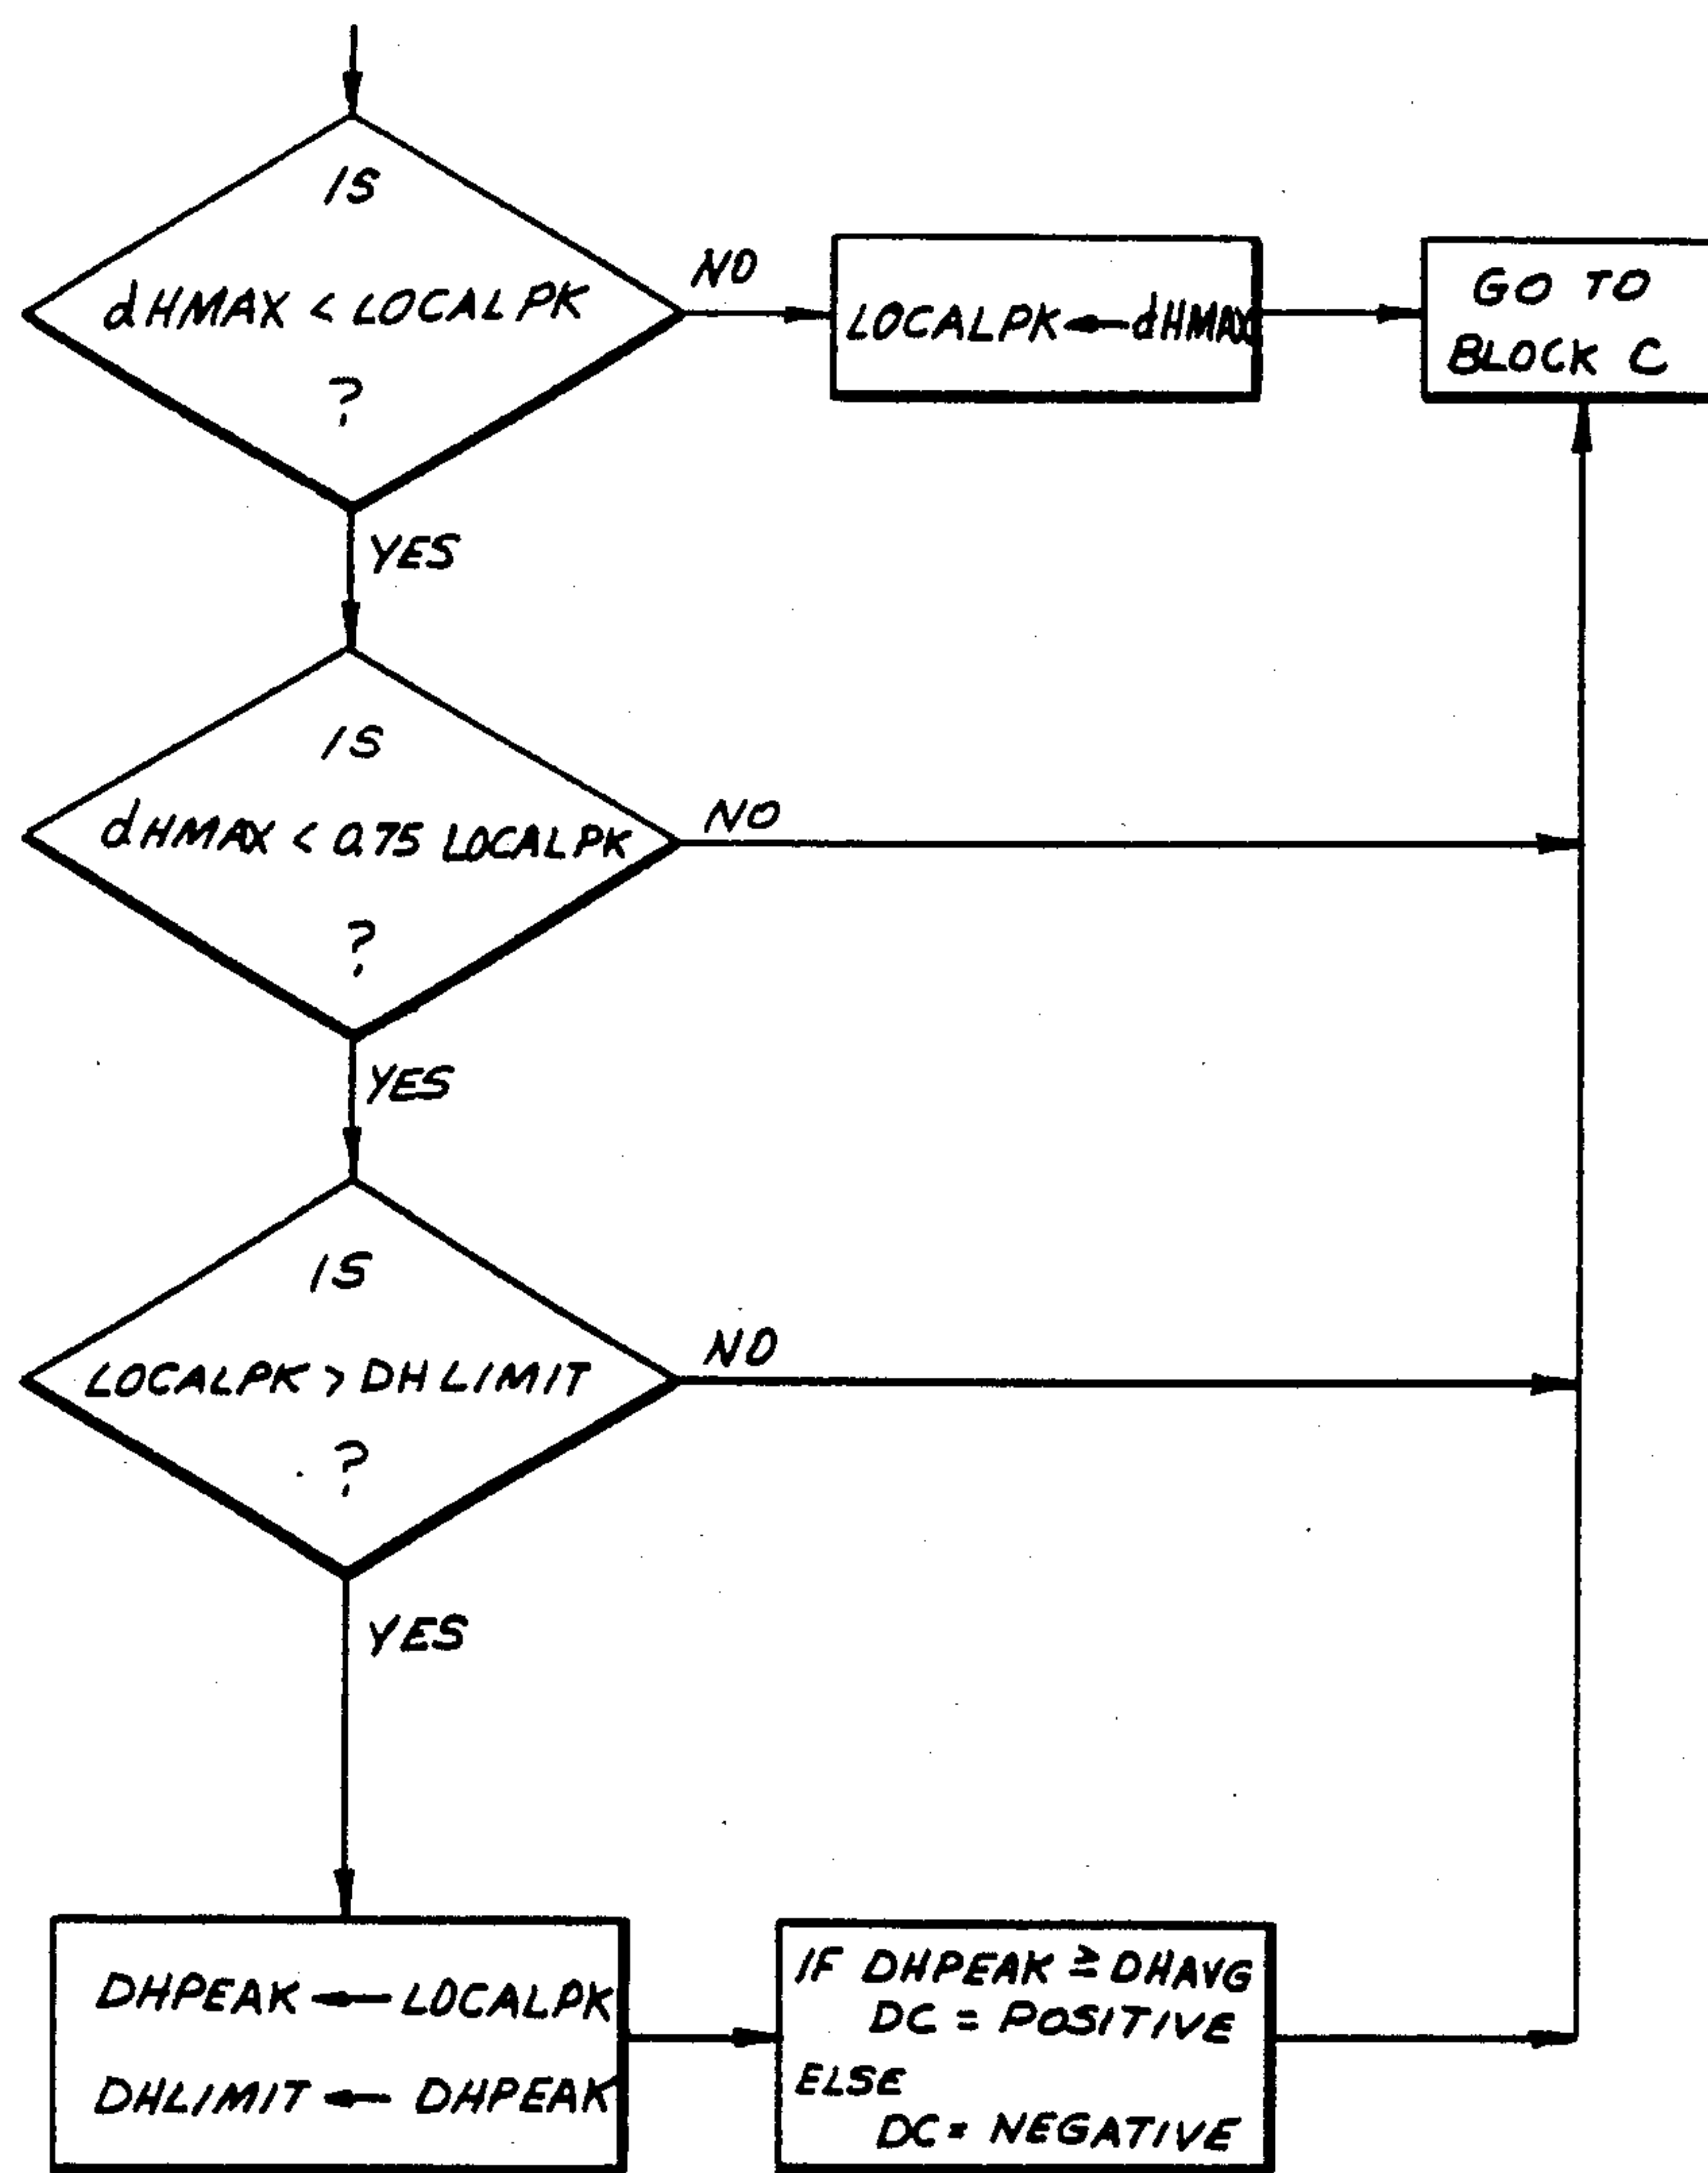 IS
dHMAX < LOCALPK
?
NO
LOCALPK ← dHMAX
GO TO
BLOCK C
YES
IS
dHMAX < 0.75 LOCALPK
?
NO
YES
IS
LOCALPK > DHLIMIT
?
NO
YES
DHPEAK ← LOCALPK
DHLIMIT ← DHPEAK
IF DHPEAK ≥ DHAVG
DC = POSITIVE
ELSE
DC = NEGATIVE